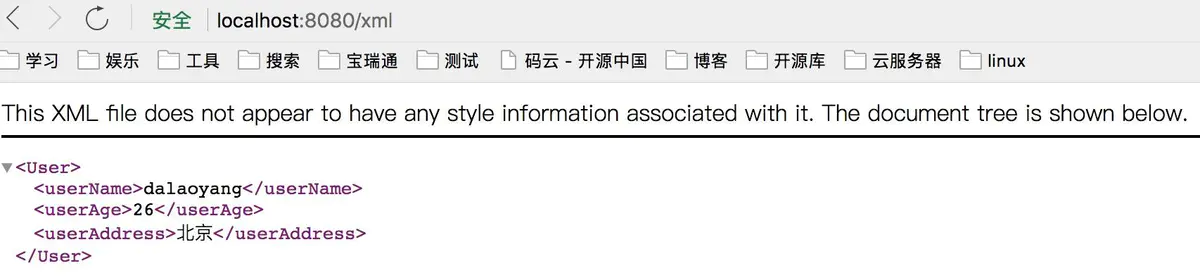 安全 localhost:8080/xml
学习 娱乐 工具 搜索 宝瑞通 测试 码云 - 开源中国 博客 开源库 云服务器 linux
This XML file does not appear to have any style information associated with it. The document tree is shown below.
<User>
<userName>dalaoyang</userName>
<userAge>26</userAge>
<userAddress>北京</userAddress>
</User>